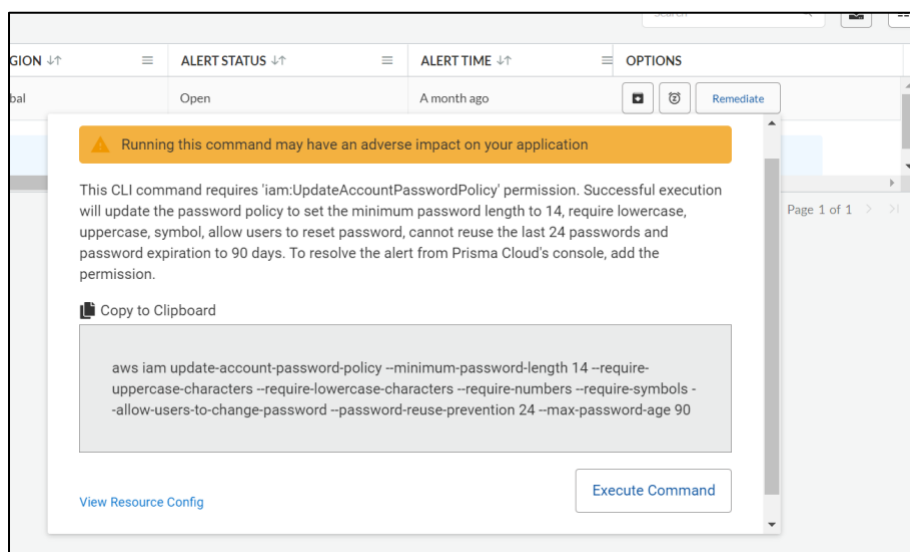 Search
GION ALERT STATUS ALERT TIME OPTIONS
bal Open A month ago Remediate
Running this command may have an adverse impact on your application
This CLI command requires 'iam:UpdateAccountPasswordPolicy' permission. Successful execution
will update the password policy to set the minimum password length to 14, require lowercase,
uppercase, symbol, allow users to reset password, cannot reuse the last 24 passwords and
password expiration to 90 days. To resolve the alert from Prisma Cloud's console, add the
permission.
Page 1 of 1
Copy to Clipboard
aws iam update-account-password-policy --minimum-password-length 14 --require-
uppercase-characters --require-lowercase-characters --require-numbers --require-symbols -
-allow-users-to-change-password --password-reuse-prevention 24 --max-password-age 90
View Resource Config
Execute Command